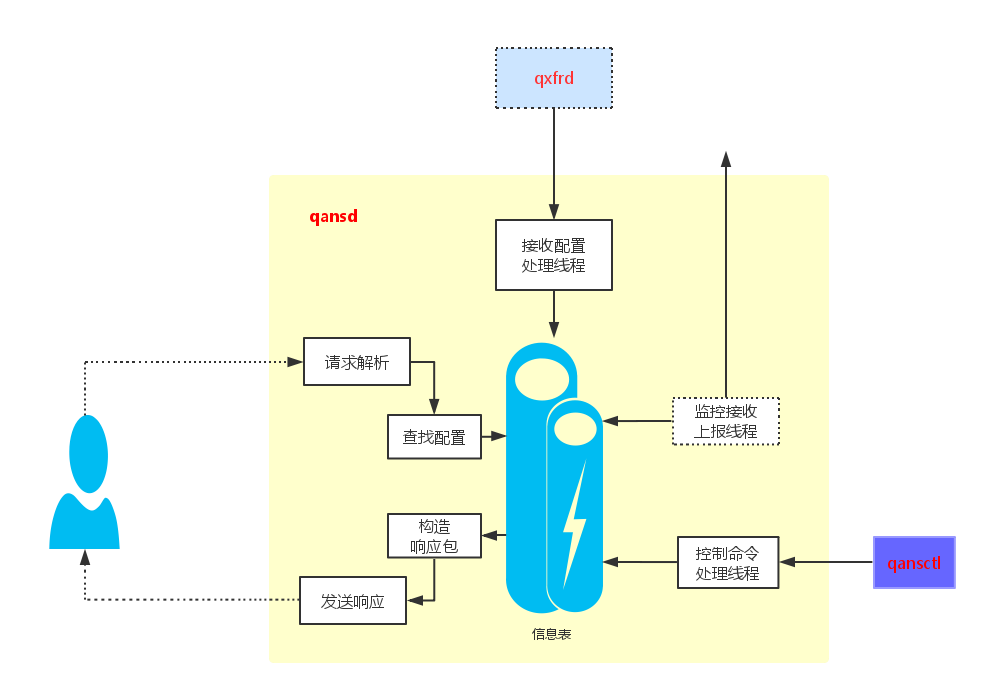 qxfrd
qansd
接收配置
处理线程
请求解析
查找配置
监控接收
上报线程
构造
响应包
控制命令
处理线程
qansctl
发送响应
信息表